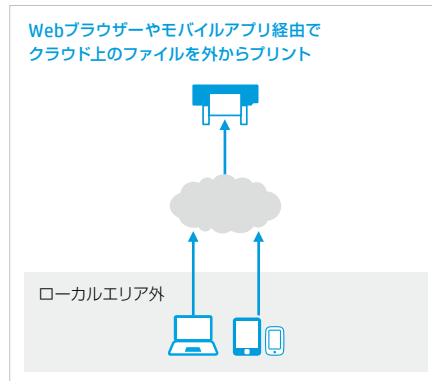 Webブラウザーやモバイルアプリ経由で
クラウド上のファイルを外からプリント
ローカルエリア外